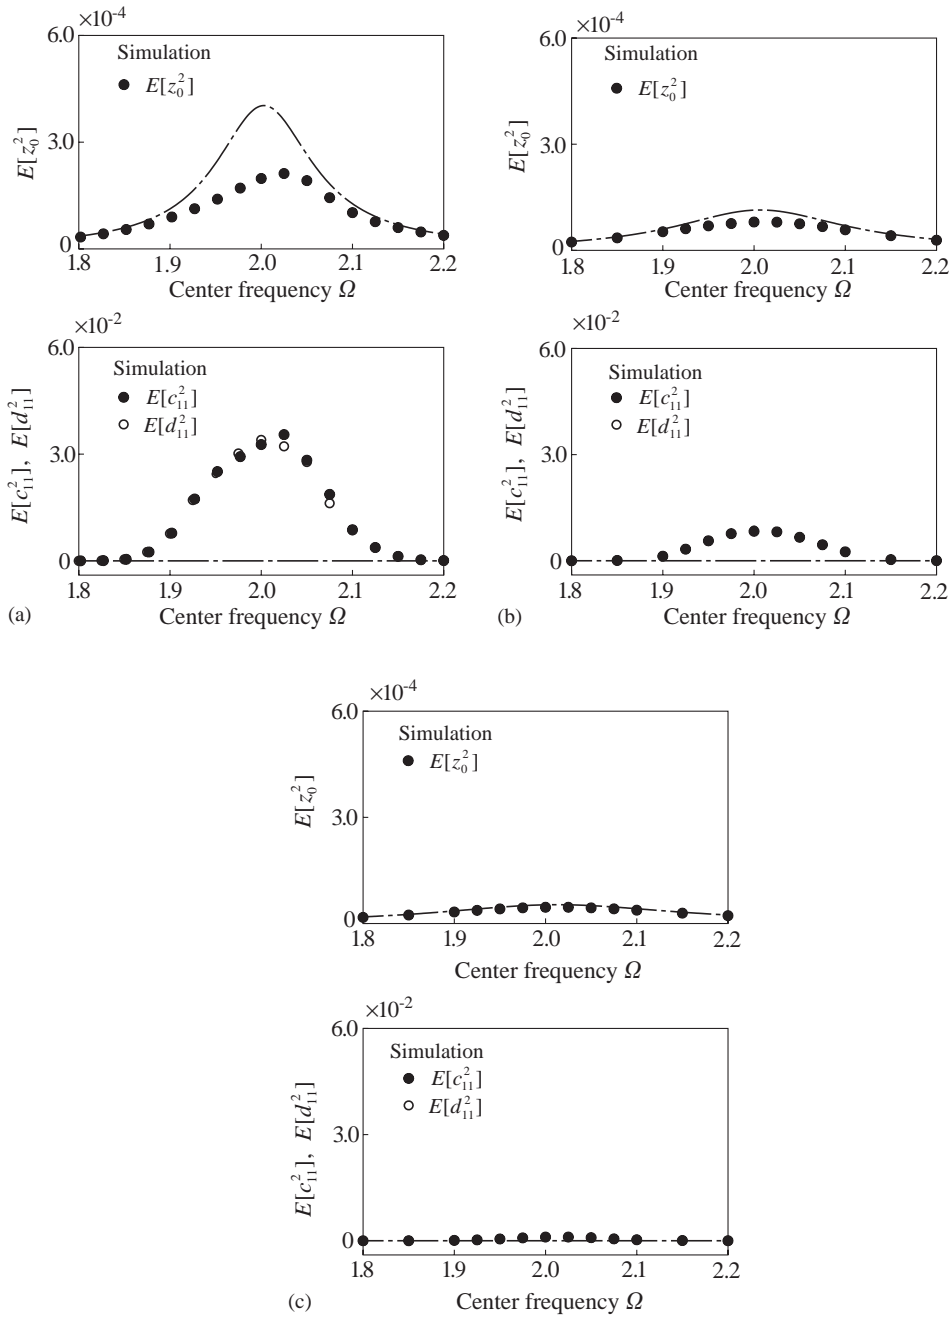 ×10-4
6.0
Simulation
E[z₀²]
3.0
0
E[z₀²]
1.8 1.9 2.0 2.1 2.2
Center frequency Ω
×10-2
6.0
Simulation
E[c₁₁²]
E[d₁₁²]
3.0
0
E[c₁₁²], E[d₁₁²]
1.8 1.9 2.0 2.1 2.2
(a)
Center frequency Ω
×10-4
6.0
Simulation
E[z₀²]
3.0
0
E[z₀²]
1.8 1.9 2.0 2.1 2.2
Center frequency Ω
×10-2
6.0
Simulation
E[c₁₁²]
E[d₁₁²]
3.0
0
E[c₁₁²], E[d₁₁²]
1.8 1.9 2.0 2.1 2.2
(b)
Center frequency Ω
×10-4
6.0
Simulation
E[z₀²]
3.0
0
E[z₀²]
1.8 1.9 2.0 2.1 2.2
Center frequency Ω
×10-2
6.0
Simulation
E[c₁₁²]
E[d₁₁²]
3.0
0
E[c₁₁²], E[d₁₁²]
1.8 1.9 2.0 2.1 2.2
(c)
Center frequency Ω